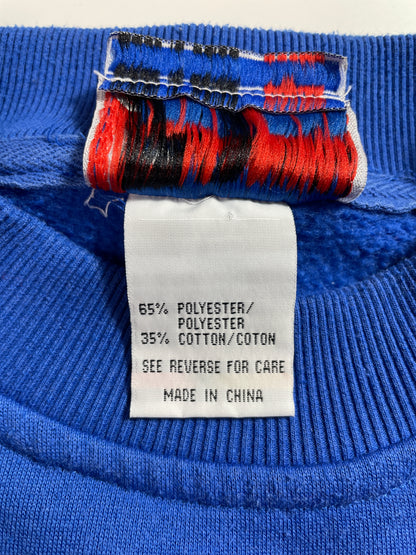 65% POLYESTER/
POLYESTER
35% COTTON/COTON
SEE REVERSE FOR CARE
MADE IN CHINA